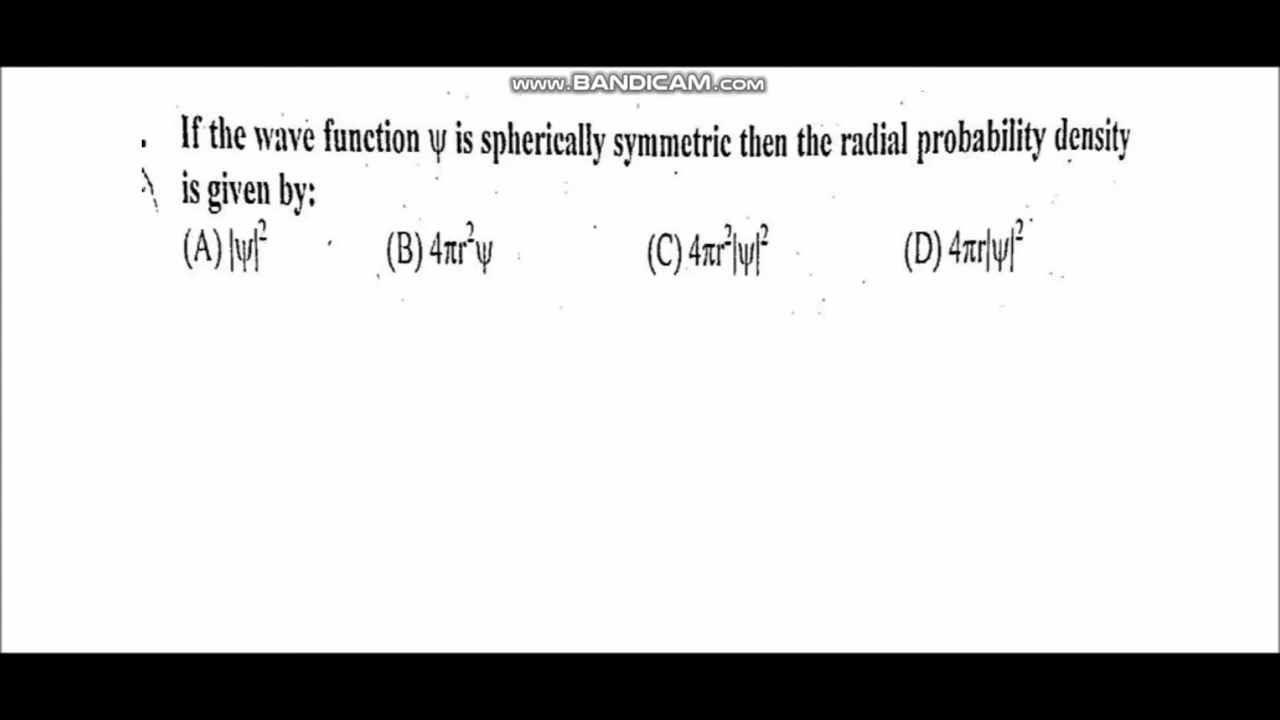 www.BANDICAM.com
. If the wave function ψ is spherically symmetric then the radial probability density
is given by:
(A) |ψ|² (B) 4πr²ψ (C) 4πr²|ψ|² (D) 4πr|ψ|²